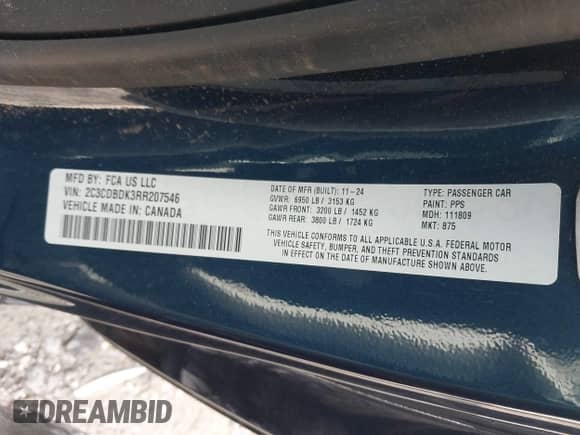 MFD BY: FCA US LLC
VIN: 2C3CDBDK3RR207546
VEHICLE MADE IN: CANADA
DATE OF MFR (BUILT): 11-24
GVWR: 6950 LB / 3153 KG
GAWR FRONT: 3200 LB / 1452 KG
GAWR REAR: 3800 LB / 1724 KG
TYPE: PASSENGER CAR
PAINT: PPS
MDH: 111809
MKT: 875
THIS VEHICLE CONFORMS TO ALL APPLICABLE U.S.A. FEDERAL MOTOR
VEHICLE SAFETY, BUMPER, AND THEFT PREVENTION STANDARDS
IN EFFECT ON THE DATE OF MANUFACTURE SHOWN ABOVE.
DREAMBID